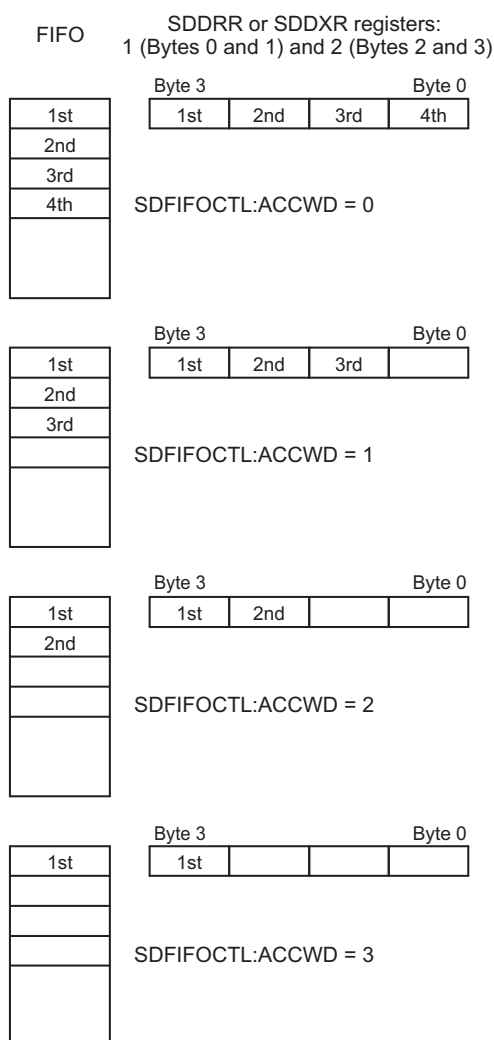 FIFO
SDDRR or SDDXR registers:
1 (Bytes 0 and 1) and 2 (Bytes 2 and 3)
Byte 3 Byte 0
1st 1st 2nd 3rd 4th
2nd
3rd
4th SDFIFOCTL:ACCWD = 0
Byte 3 Byte 0
1st 1st 2nd 3rd
2nd
3rd
SDFIFOCTL:ACCWD = 1
Byte 3 Byte 0
1st 1st 2nd
2nd
SDFIFOCTL:ACCWD = 2
Byte 3 Byte 0
1st 1st
SDFIFOCTL:ACCWD = 3